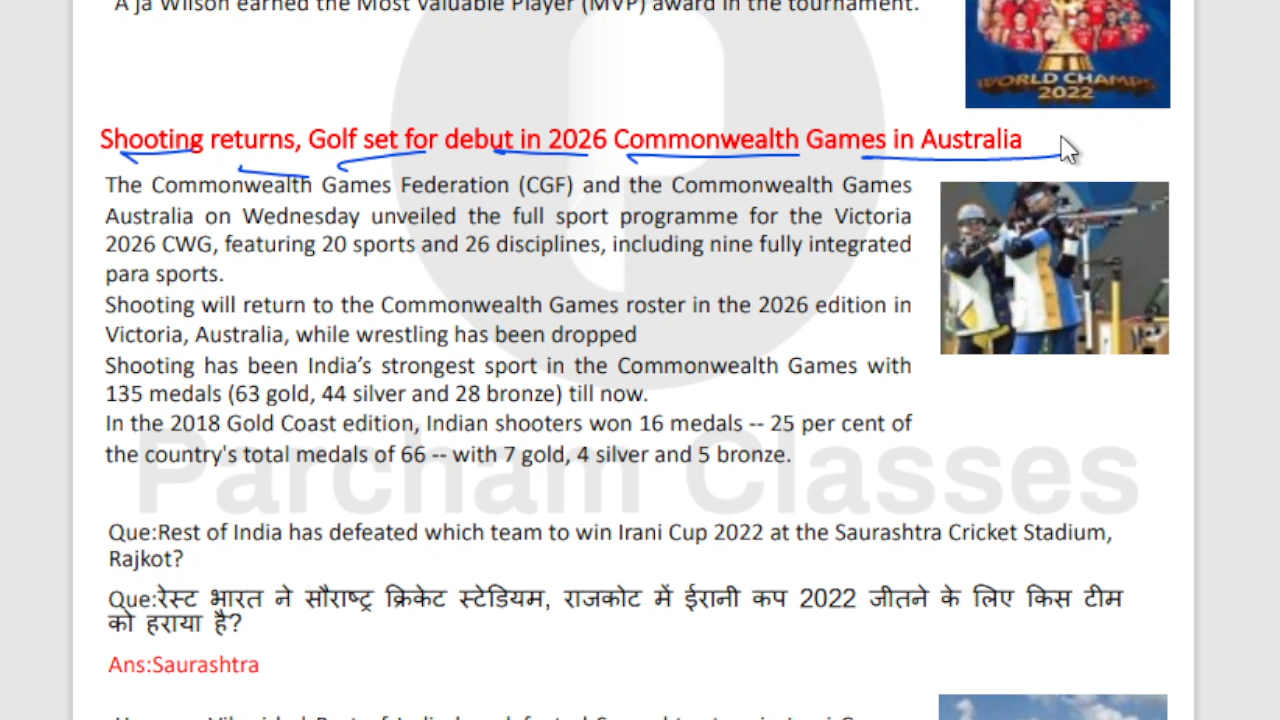 A'ja Wilson earned the Most Valuable Player (MVP) award in the tournament.
WORLD CHAMPS
2022
Shooting returns, Golf set for debut in 2026 Commonwealth Games in Australia
The Commonwealth Games Federation (CGF) and the Commonwealth Games
Australia on Wednesday unveiled the full sport programme for the Victoria
2026 CWG, featuring 20 sports and 26 disciplines, including nine fully integrated
para sports.
Shooting will return to the Commonwealth Games roster in the 2026 edition in
Victoria, Australia, while wrestling has been dropped
Shooting has been India’s strongest sport in the Commonwealth Games with
135 medals (63 gold, 44 silver and 28 bronze) till now.
In the 2018 Gold Coast edition, Indian shooters won 16 medals -- 25 per cent of
the country's total medals of 66 -- with 7 gold, 4 silver and 5 bronze.
Parcham Classes
Que:Rest of India has defeated which team to win Irani Cup 2022 at the Saurashtra Cricket Stadium,
Rajkot?
Que:रेस्ट भारत ने सौराष्ट्र क्रिकेट स्टेडियम, राजकोट में ईरानी कप 2022 जीतने के लिए किस टीम
को हराया है?
Ans:Saurashtra